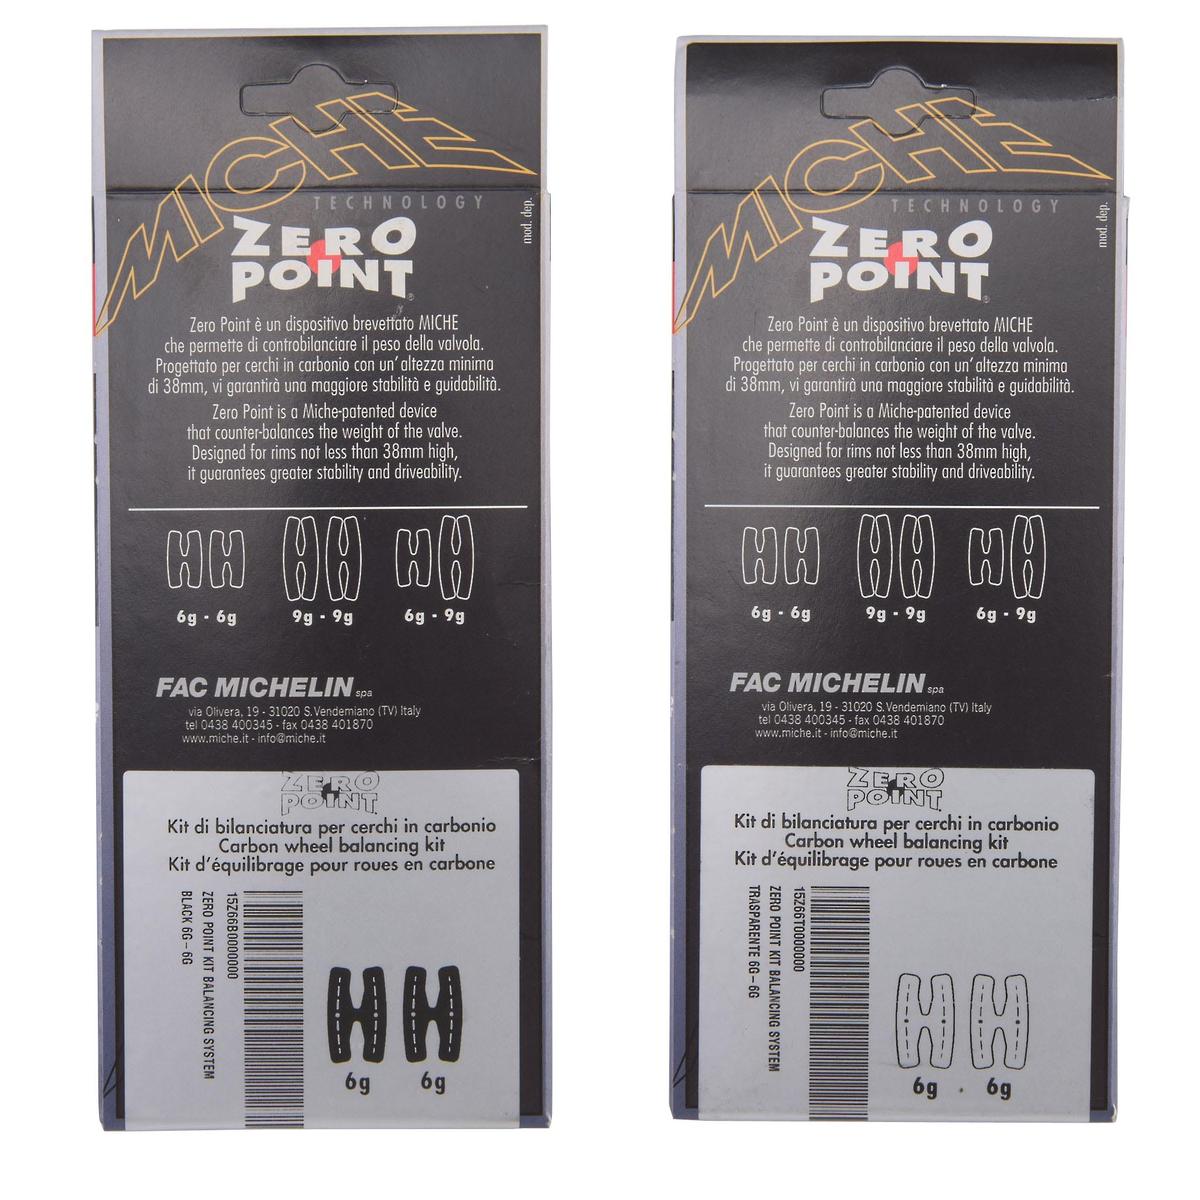 MICHE
TECHNOLOGY
mod. dep.
ZERO
POINT®
Zero Point è un dispositivo brevettato MICHE
che permette di controbilanciare il peso della valvola.
Progettato per cerchi in carbonio con un'altezza minima
di 38mm, vi garantirà una maggiore stabilità e guidabilità.
Zero Point is a Miche-patented device
that counter-balances the weight of the valve.
Designed for rims not less than 38mm high,
it guarantees greater stability and driveability.
6g - 6g 9g - 9g 6g - 9g
FAC MICHELIN spa
via Olivera, 19 - 31020 S.Vendemiano (TV) Italy
tel 0438 400345 - fax 0438 401870
www.miche.it - info@miche.it
ZERO
POINT
Kit di bilanciatura per cerchi in carbonio
Carbon wheel balancing kit
Kit d'équilibrage pour roues en carbone
15Z66B0000000
ZERO POINT KIT BALANCING SYSTEM
BLACK 6G-6G
6g 6g
MICHE
TECHNOLOGY
mod. dep.
ZERO
POINT®
Zero Point è un dispositivo brevettato MICHE
che permette di controbilanciare il peso della valvola.
Progettato per cerchi in carbonio con un'altezza minima
di 38mm, vi garantirà una maggiore stabilità e guidabilità.
Zero Point is a Miche-patented device
that counter-balances the weight of the valve.
Designed for rims not less than 38mm high,
it guarantees greater stability and driveability.
6g - 6g 9g - 9g 6g - 9g
FAC MICHELIN spa
via Olivera, 19 - 31020 S.Vendemiano (TV) Italy
tel 0438 400345 - fax 0438 401870
www.miche.it - info@miche.it
ZERO
POINT
Kit di bilanciatura per cerchi in carbonio
Carbon wheel balancing kit
Kit d'équilibrage pour roues en carbone
15Z66T0000000
ZERO POINT KIT BALANCING SYSTEM
TRASPARENTE 6G-6G
6g 6g